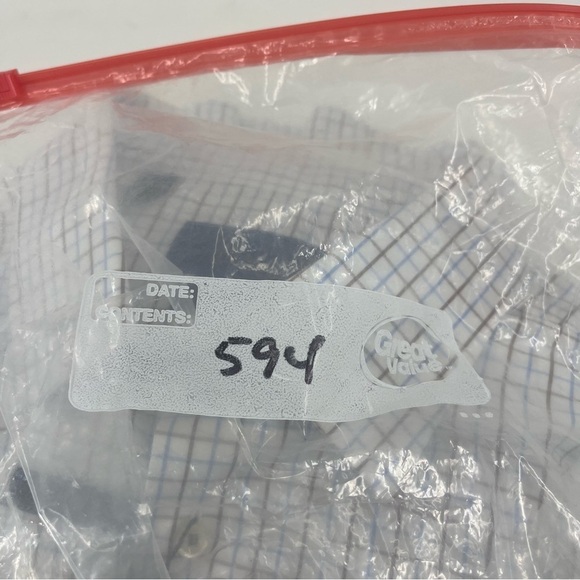 DATE:
CONTENTS:
594
Great
Value